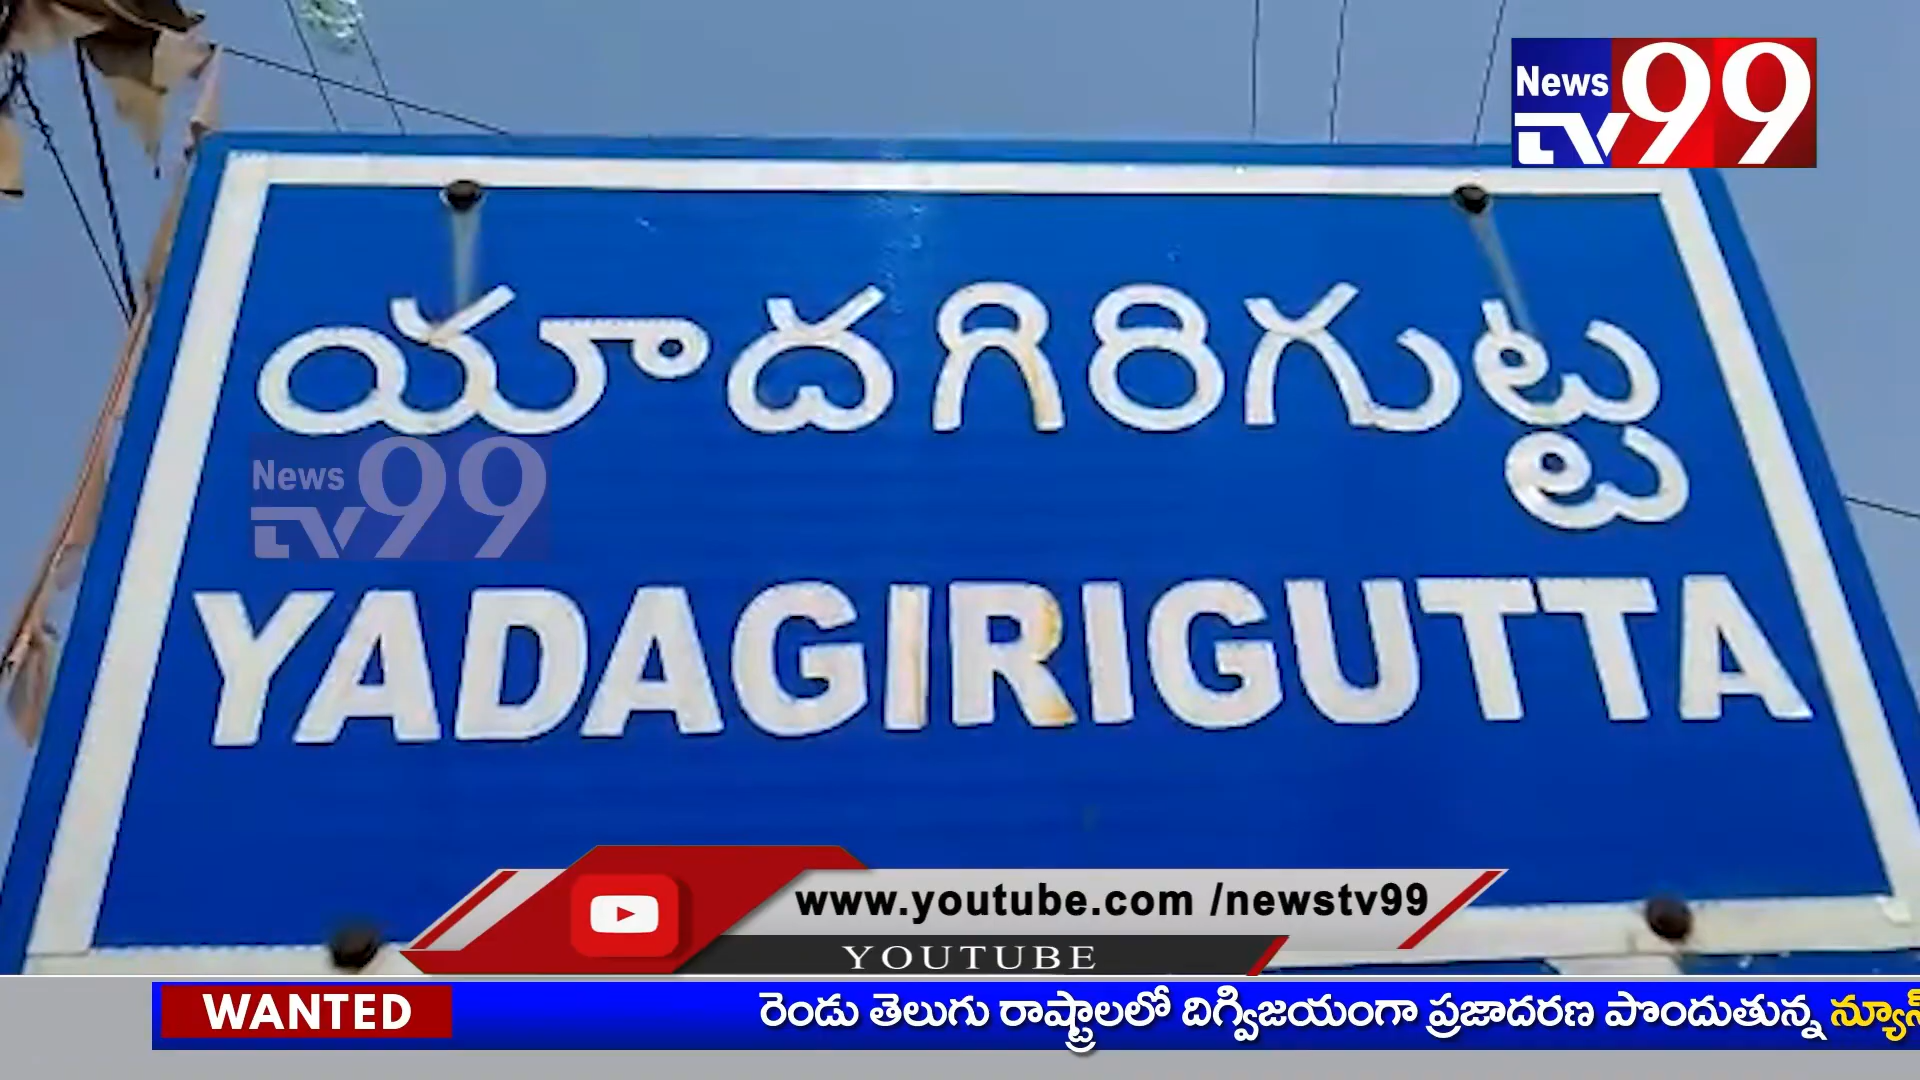 News
TV99
యాదగిరిగుట్ట
News
TV99
YADAGIRIGUTTA
www.youtube.com /newstv99
YOUTUBE
WANTED
రెండు తెలుగు రాష్ట్రాలలో దిగ్విజయంగా ప్రజాదరణ పొందుతున్న